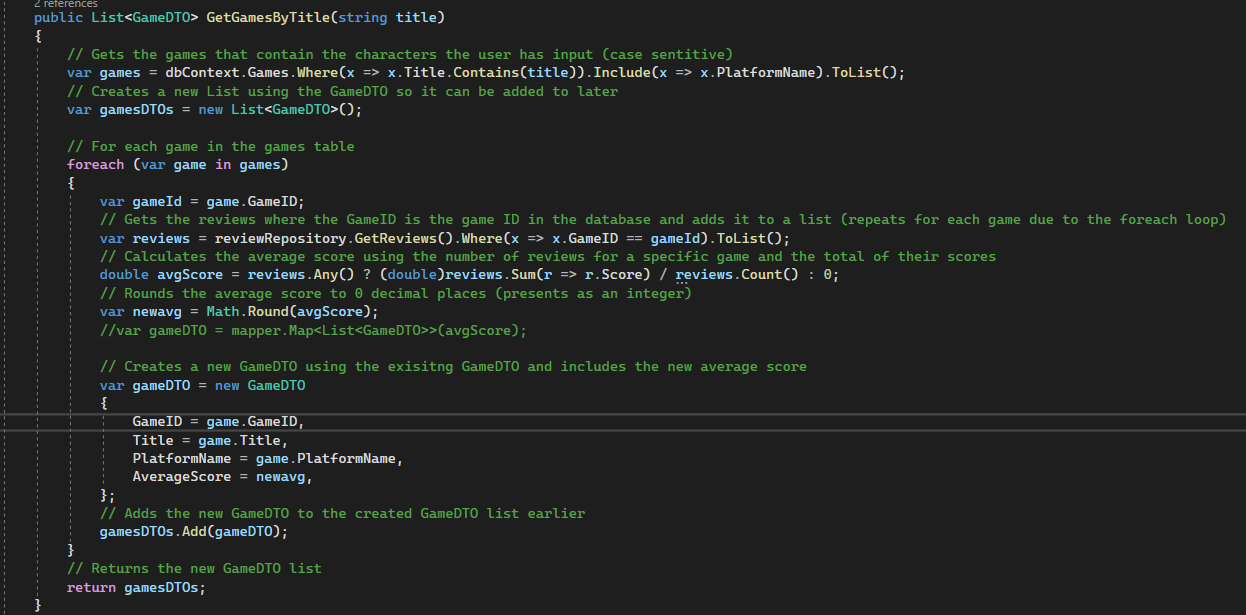 2 references
public List<GameDTO> GetGamesByTitle(string title)
{
// Gets the games that contain the characters the user has input (case sentitive)
var games = dbContext.Games.Where(x => x.Title.Contains(title)).Include(x => x.PlatformName).ToList();
// Creates a new List using the GameDTO so it can be added to later
var gamesDTOs = new List<GameDTO>();
// For each game in the games table
foreach (var game in games)
{
var gameId = game.GameID;
// Gets the reviews where the GameID is the game ID in the database and adds it to a list (repeats for each game due to the foreach loop)
var reviews = reviewRepository.GetReviews().Where(x => x.GameID == gameId).ToList();
// Calculates the average score using the number of reviews for a specific game and the total of their scores
double avgScore = reviews.Any() ? (double)reviews.Sum(r => r.Score) / reviews.Count() : 0;
// Rounds the average score to 0 decimal places (presents as an integer)
var newavg = Math.Round(avgScore);
//var gameDTO = mapper.Map<List<GameDTO>>(avgScore);
// Creates a new GameDTO using the exisitng GameDTO and includes the new average score
var gameDTO = new GameDTO
{
GameID = game.GameID,
Title = game.Title,
PlatformName = game.PlatformName,
AverageScore = newavg,
};
// Adds the new GameDTO to the created GameDTO list earlier
gamesDTOs.Add(gameDTO);
}
// Returns the new GameDTO list
return gamesDTOs;
}